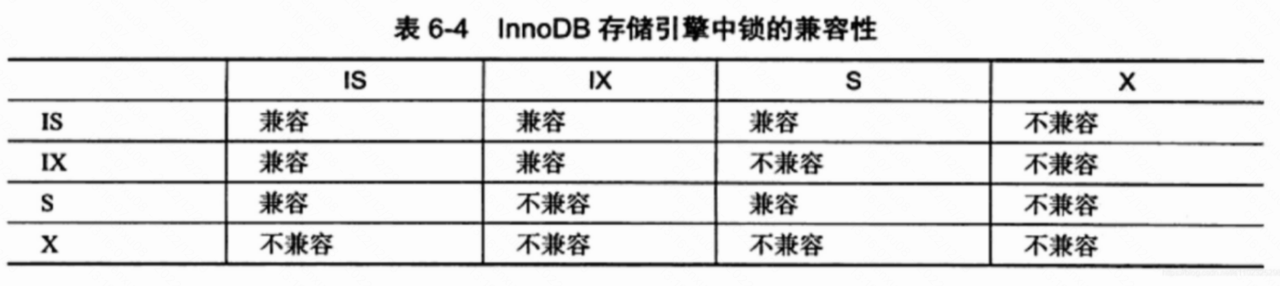 表 6-4 InnoDB 存储引擎中锁的兼容性
IS IX S X
IS 兼容 兼容 兼容 不兼容
IX 兼容 兼容 不兼容 不兼容
S 兼容 不兼容 兼容 不兼容
X 不兼容 不兼容 不兼容 不兼容